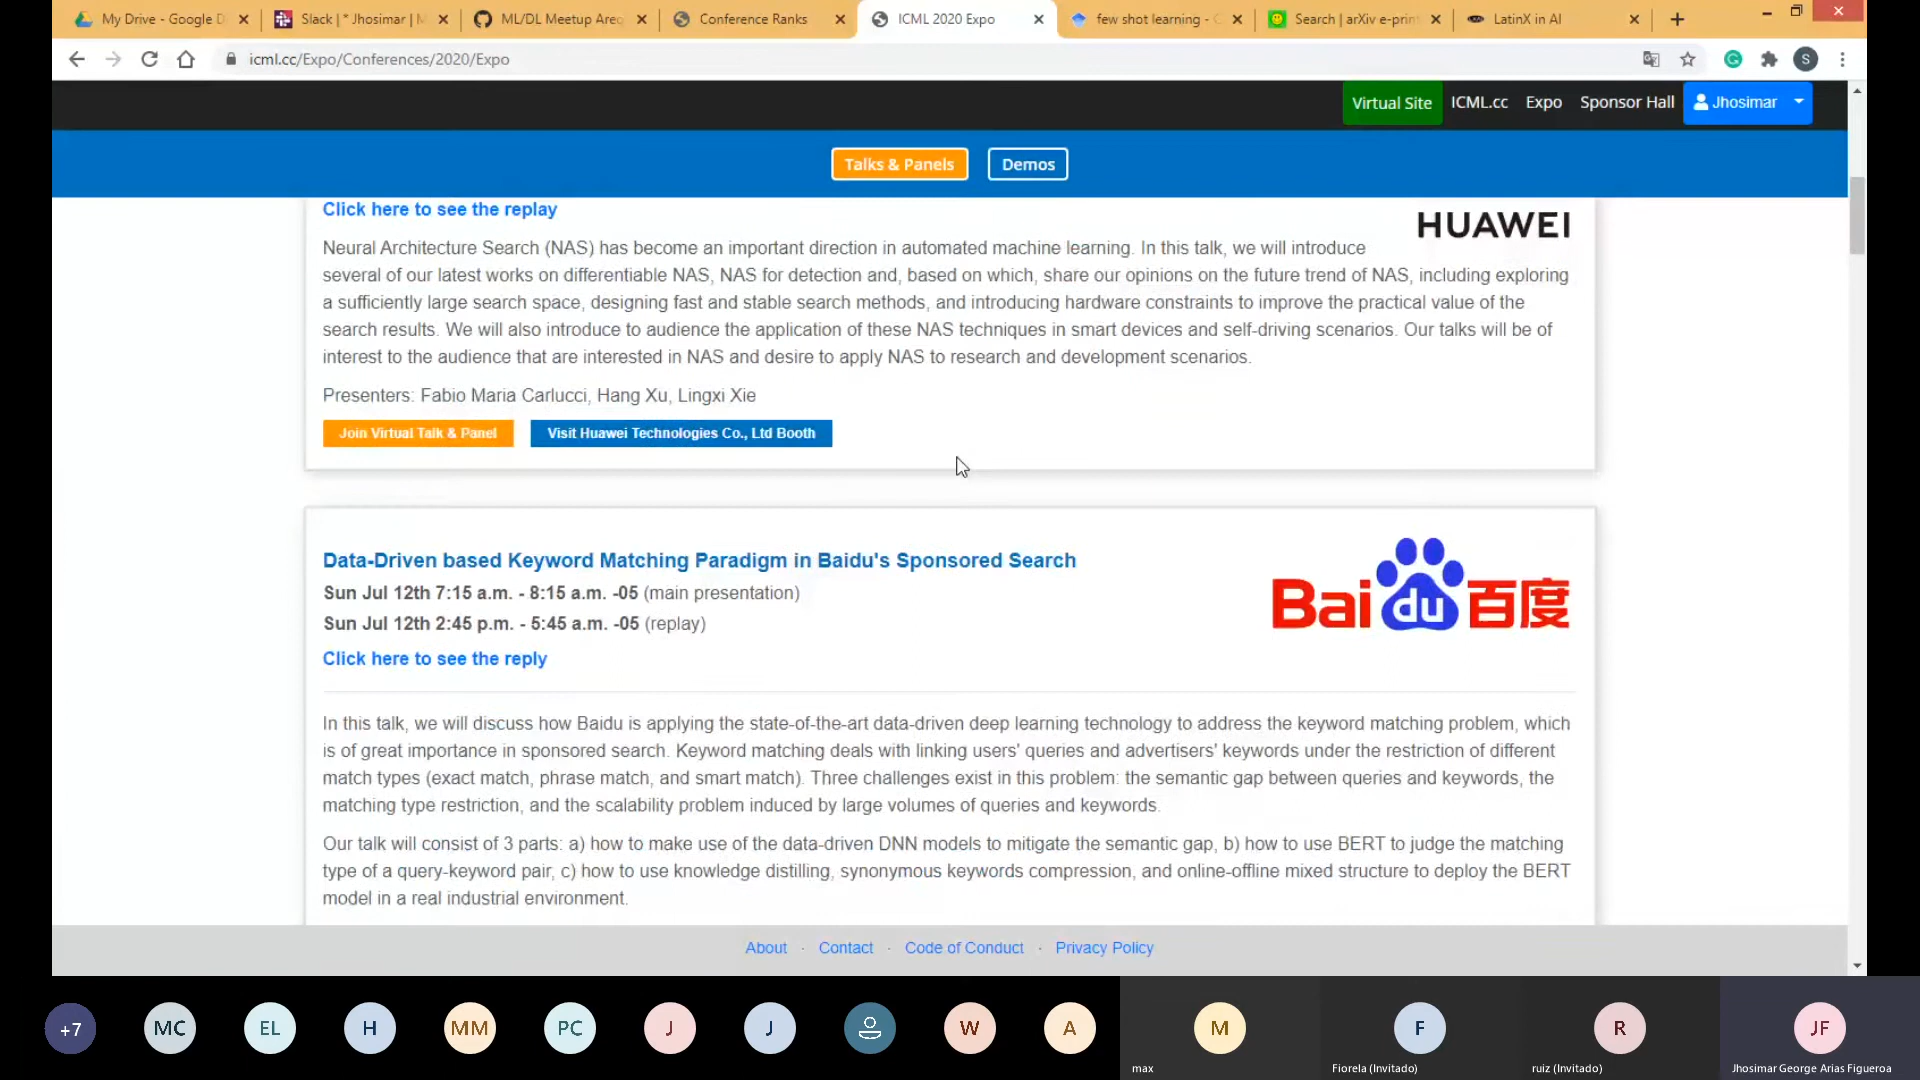 My Drive - Google D
Slack | * Jhosimar | M
ML/DL Meetup Areq
Conference Ranks
ICML 2020 Expo
few shot learning - C
Search | arXiv e-prin
LatinX in AI
icml.cc/Expo/Conferences/2020/Expo
S
Virtual Site
ICML.cc
Expo
Sponsor Hall
Jhosimar
Talks & Panels
Demos
Click here to see the replay
HUAWEI
Neural Architecture Search (NAS) has become an important direction in automated machine learning. In this talk, we will introduce
several of our latest works on differentiable NAS, NAS for detection and, based on which, share our opinions on the future trend of NAS, including exploring
a sufficiently large search space, designing fast and stable search methods, and introducing hardware constraints to improve the practical value of the
search results. We will also introduce to audience the application of these NAS techniques in smart devices and self-driving scenarios. Our talks will be of
interest to the audience that are interested in NAS and desire to apply NAS to research and development scenarios.
Presenters: Fabio Maria Carlucci, Hang Xu, Lingxi Xie
Join Virtual Talk & Panel
Visit Huawei Technologies Co., Ltd Booth
Data-Driven based Keyword Matching Paradigm in Baidu's Sponsored Search
Sun Jul 12th 7:15 a.m. - 8:15 a.m. -05 (main presentation)
Sun Jul 12th 2:45 p.m. - 5:45 a.m. -05 (replay)
Bai du 百度
Click here to see the reply
In this talk, we will discuss how Baidu is applying the state-of-the-art data-driven deep learning technology to address the keyword matching problem, which
is of great importance in sponsored search. Keyword matching deals with linking users' queries and advertisers' keywords under the restriction of different
match types (exact match, phrase match, and smart match). Three challenges exist in this problem: the semantic gap between queries and keywords, the
matching type restriction, and the scalability problem induced by large volumes of queries and keywords.
Our talk will consist of 3 parts: a) how to make use of the data-driven DNN models to mitigate the semantic gap, b) how to use BERT to judge the matching
type of a query-keyword pair, c) how to use knowledge distilling, synonymous keywords compression, and online-offline mixed structure to deploy the BERT
model in a real industrial environment.
About · Contact · Code of Conduct · Privacy Policy
+7
MC
EL
H
MM
PC
J
J
W
A
M
F
R
JF
max
Fiorela (Invitado)
ruiz (Invitado)
Jhosimar George Arias Figueroa